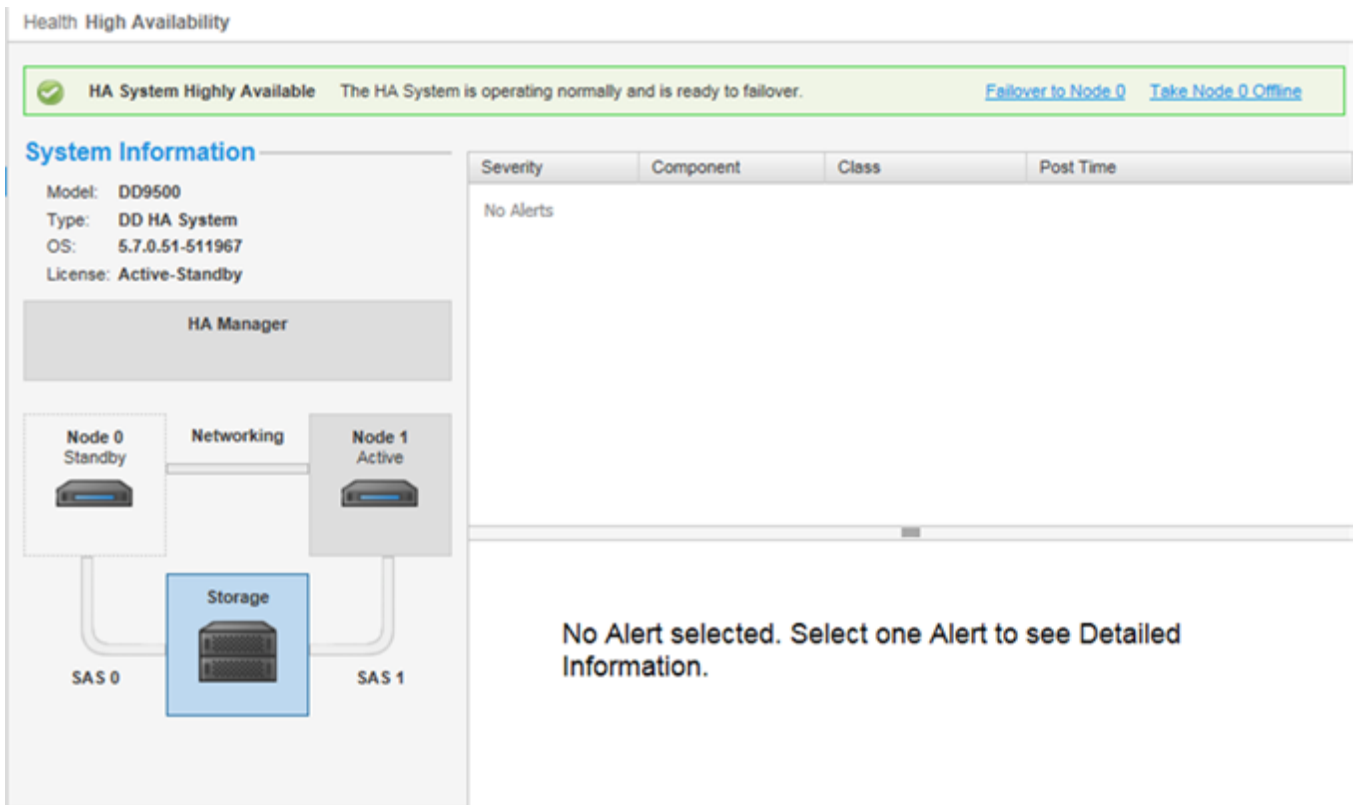 Health High Availability
HA System Highly Available The HA System is operating normally and is ready to failover. Failover to Node 0 Take Node 0 Offline
System Information
Model: DD9500
Type: DD HA System
OS: 5.7.0.51-511967
License: Active-Standby
HA Manager
Node 0
Standby
Networking
Node 1
Active
Storage
SAS 0
SAS 1
Severity Component Class Post Time
No Alerts
No Alert selected. Select one Alert to see Detailed
Information.